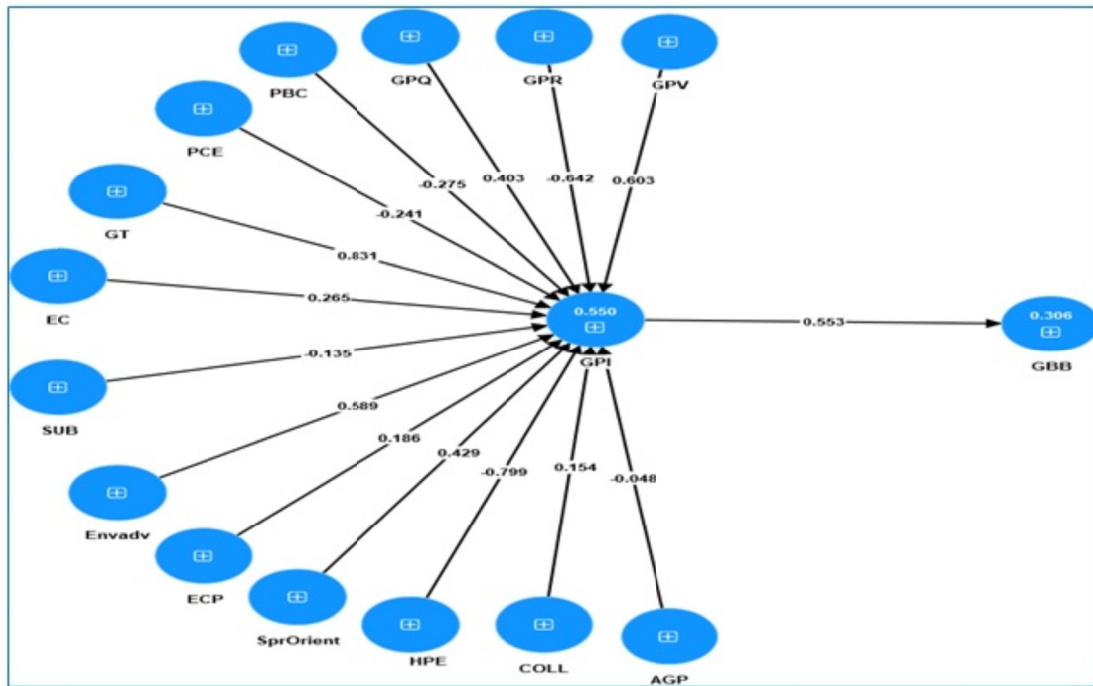 GPQ
GPR
GPV
PBC
PCE
GT
EC
SUB
Envadv
ECP
SprOrient
HPE
COLL
AGP
-0.275
0.403
-0.642
0.603
-0.241
0.831
0.265
-0.135
0.589
0.186
0.429
-0.799
0.154
-0.048
0.550
GPI
0.553
0.306
GBB